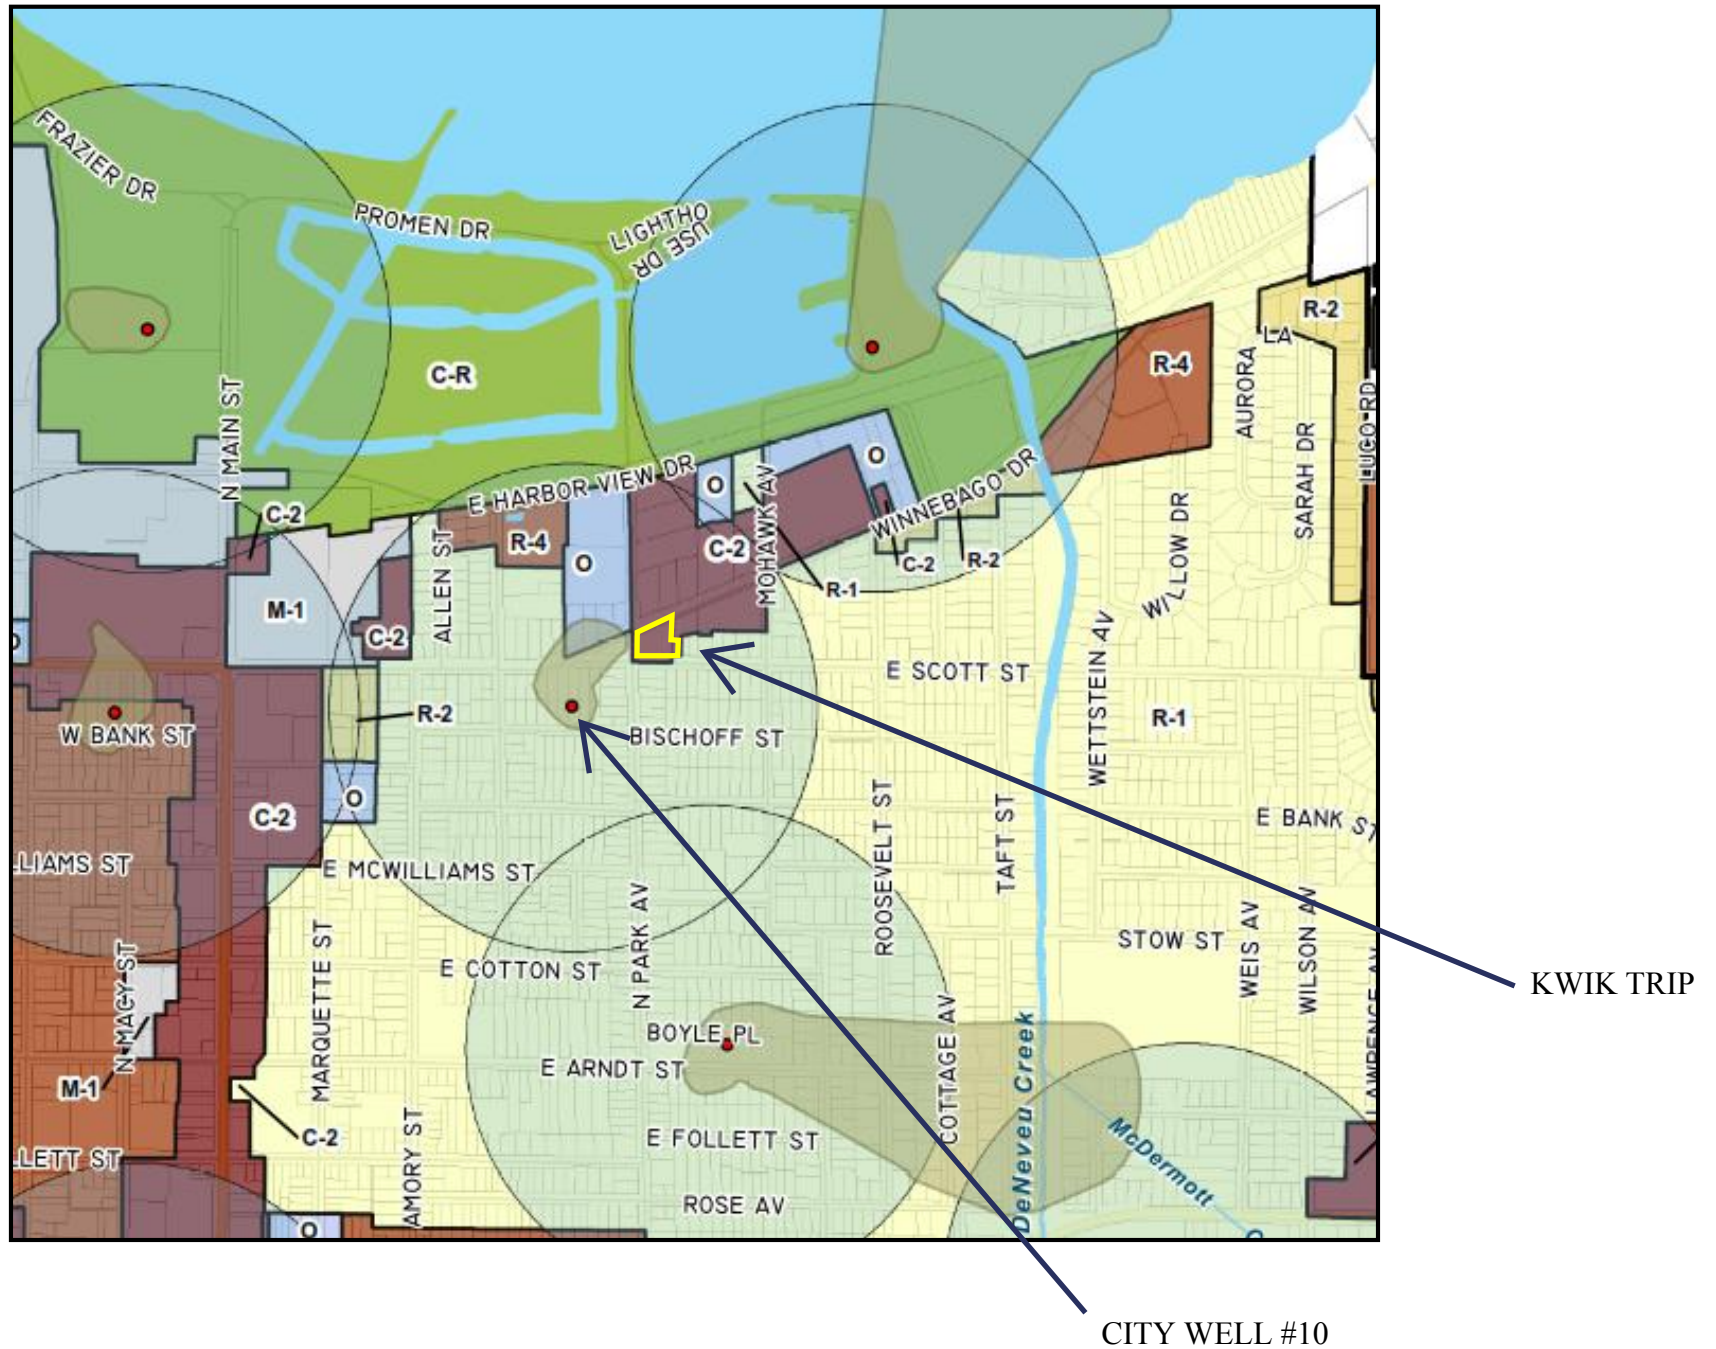 FRAZIER DR
PROMEN DR
LIGHTHO
USE DR
C-R
N MAIN ST
E HARBOR VIEW DR
O
MOHAWK AV
O
WINNEBAGO DR
R-4
R-2
LA
AURORA
SARAH DR
LUCO RD
WILLOW DR
C-2
R-4
O
C-2
C-2
R-2
R-1
ALLEN ST
M-1
C-2
O
E SCOTT ST
WETTSTEIN AV
R-1
R-2
W BANK ST
BISCHOFF ST
O
C-2
E BANK ST
ROOSEVELT ST
TAFT ST
LLIAMS ST
E MCWILLIAMS ST
N PARK AV
STOW ST
WEIS AV
WILSON AV
LAWRENCE AV
N MACY ST
MARQUETTE ST
E COTTON ST
KWIK TRIP
BOYLE PL
E ARNDT ST
COTTAGE AV
DeNeveu Creek
McDermott
M-1
C-2
LLETT ST
AMORY ST
E FOLLETT ST
ROSE AV
O
CITY WELL #10